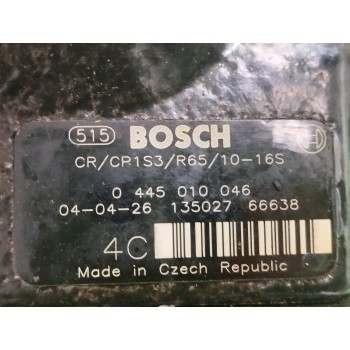 515 BOSCH
CR/CP1S3/R65/10-16S
0 445 010 046
04-04-26 135027 66638
4C
Made in Czech Republic